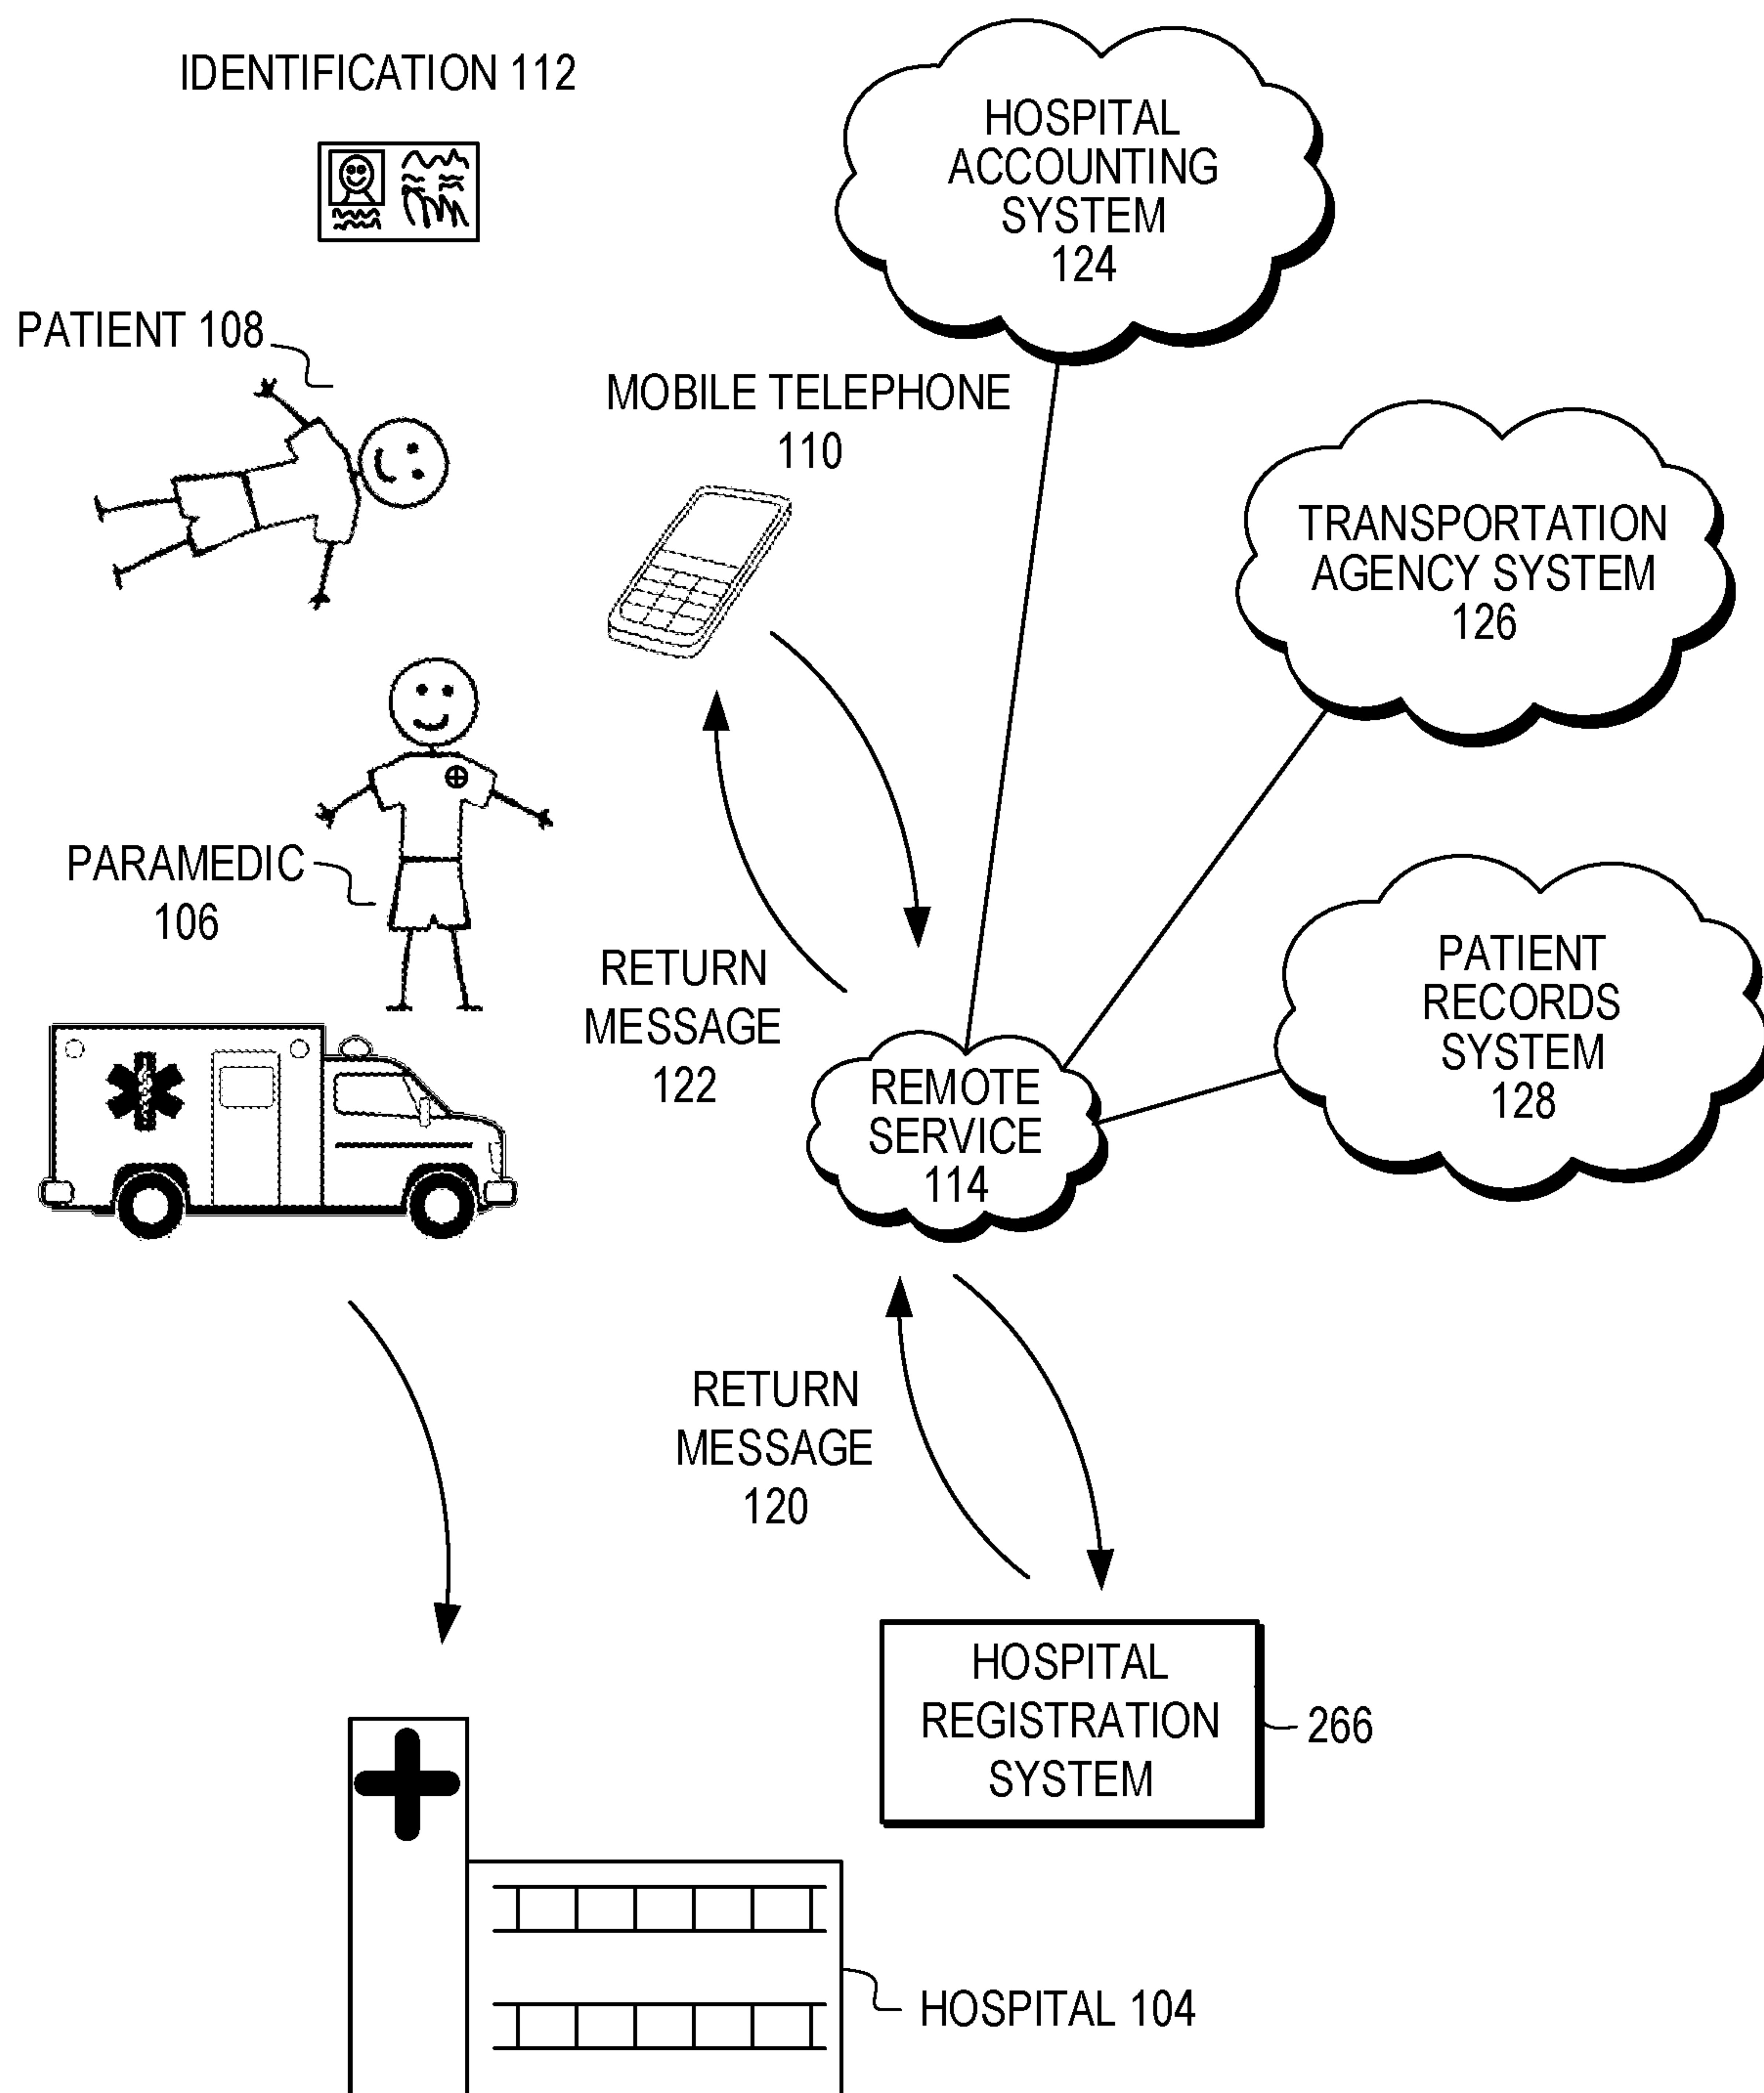 IDENTIFICATION 112
HOSPITAL
ACCOUNTING
SYSTEM
124
PATIENT 108
MOBILE TELEPHONE
110
TRANSPORTATION
AGENCY SYSTEM
126
PARAMEDIC
106
RETURN
MESSAGE
122
PATIENT
RECORDS
SYSTEM
128
REMOTE
SERVICE
114
RETURN
MESSAGE
120
HOSPITAL
REGISTRATION
SYSTEM
266
HOSPITAL 104